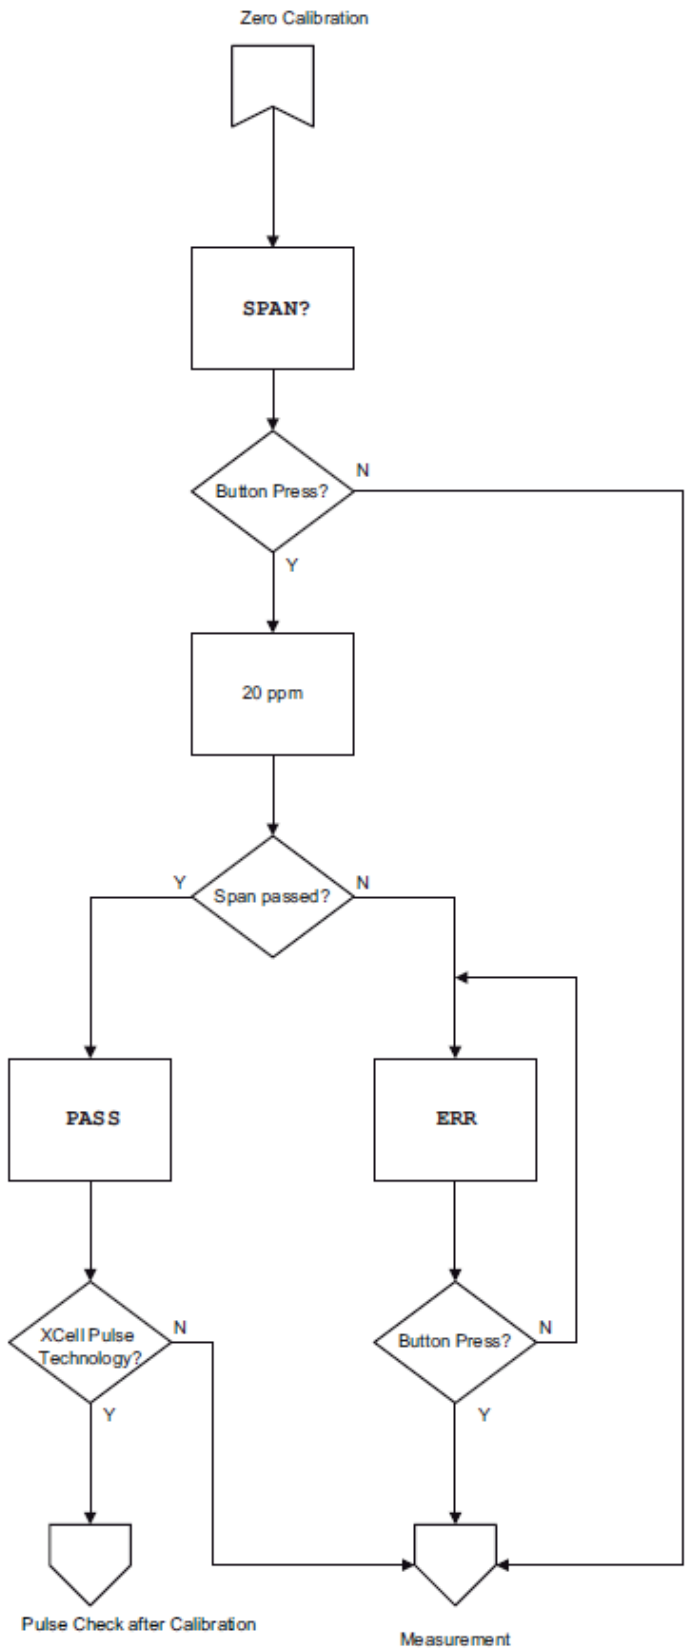 Zero Calibration
SPAN?
N
Button Press?
Y
20 ppm
Y
N
Span passed?
PASS
ERR
XCell Pulse
Technology?
N
Button Press?
N
Y
Y
Pulse Check after Calibration
Measurement